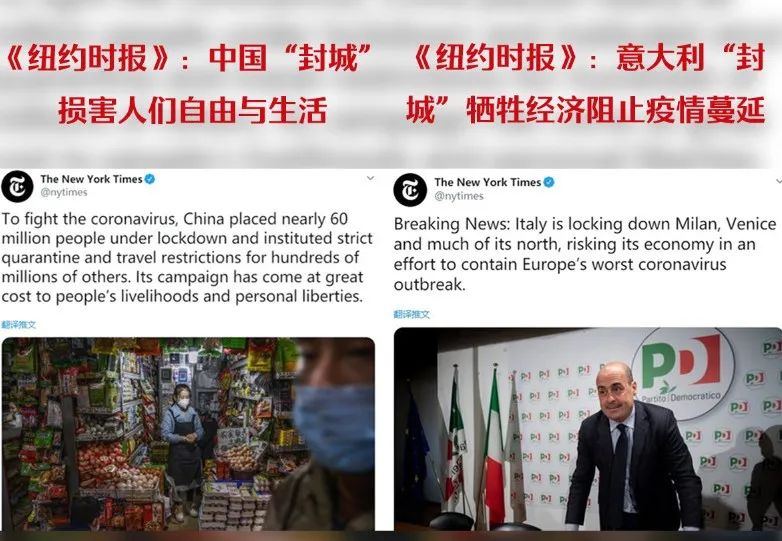 《纽约时报》：中国“封城”
损害人们自由与生活
《纽约时报》：意大利“封
城”牺牲经济阻止疫情蔓延
The New York Times
@nytimes
To fight the coronavirus, China placed nearly 60
million people under lockdown and instituted strict
quarantine and travel restrictions for hundreds of
millions of others. Its campaign has come at great
cost to people's livelihoods and personal liberties.
翻译推文
The New York Times
@nytimes
Breaking News: Italy is locking down Milan, Venice
and much of its north, risking its economy in an
effort to contain Europe's worst coronavirus
outbreak.
翻译推文
PD
Partito Democratico